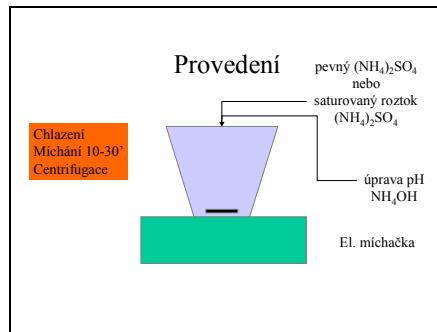 Provedení
pevný (NH₄)₂SO₄
nebo
saturovaný roztok
(NH₄)₂SO₄
Chlazení
Míchání 10-30'
Centrifugace
úprava pH
NH₄OH
El. míchačka